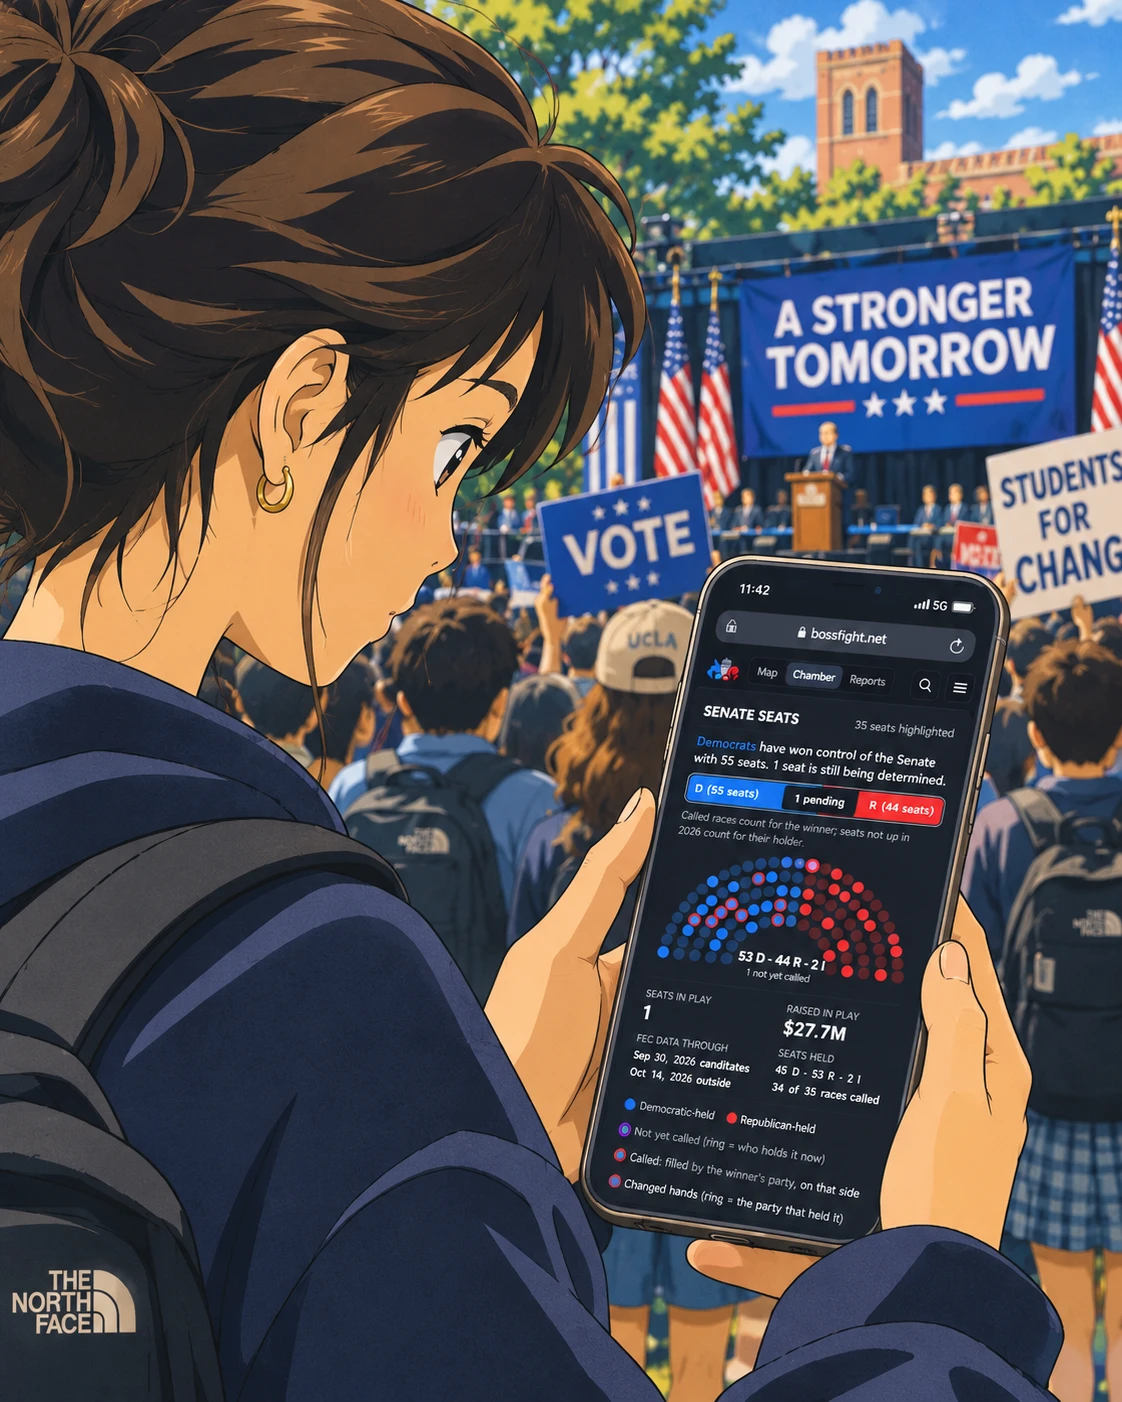 A STRONGER
TOMORROW
VOTE
STUDENTS
FOR
CHANG
UCLA
11:42
5G
bossfight.net
Map
Chamber
Reports
SENATE SEATS
35 seats highlighted
Democrats have won control of the Senate
with 55 seats. 1 seat is still being determined.
D (55 seats)
1 pending
R (44 seats)
Called races count for the winner; seats not up in
2026 count for their holder.
53 D - 44 R - 2 I
1 not yet called
SEATS IN PLAY
1
RAISED IN PLAY
$27.7M
FEC DATA THROUGH
Sep 30, 2026 canditates
Oct 14, 2026 outside
SEATS HELD
45 D - 53 R - 2 I
34 of 35 races called
Democratic-held
Republican-held
Not yet called (ring = who holds it now)
Called: filled by the winner's party, on that side
Changed hands (ring = the party that held it)
THE
NORTH
FACE